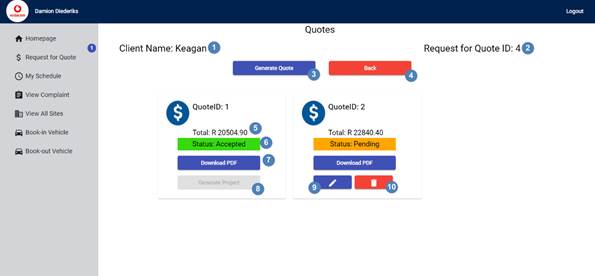 vodacom
Damion Diederiks
Logout
Quotes
Homepage
Request for Quote
1
My Schedule
View Complaint
View All Sites
Book-in Vehicle
Book-out Vehicle
Client Name: Keagan 1
Request for Quote ID: 4 2
Generate Quote
3
Back
4
QuoteID: 1
Total: R 20504.90 5
Status: Accepted 6
Download PDF 7
Generate Project
8
QuoteID: 2
Total: R 22840.40
Status: Pending
Download PDF
9
10